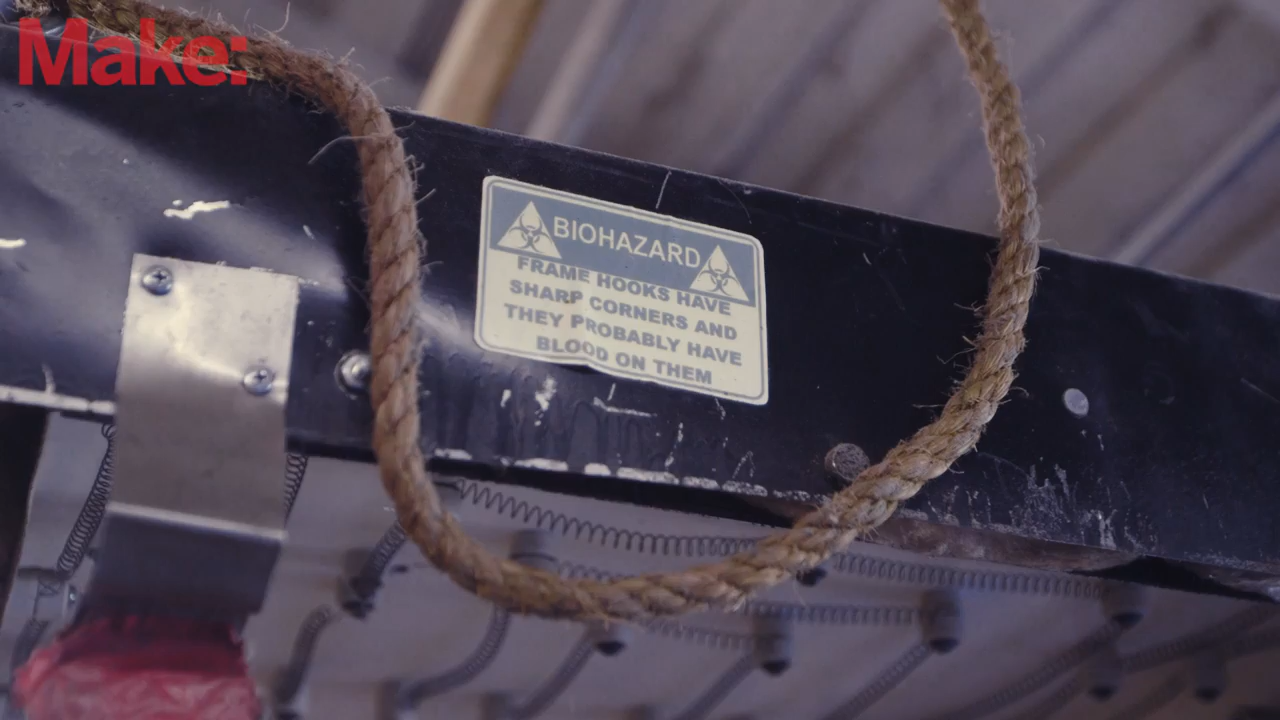 Make:
BIOHAZARD
FRAME HOOKS HAVE
SHARP CORNERS AND
THEY PROBABLY HAVE
BLOOD ON THEM